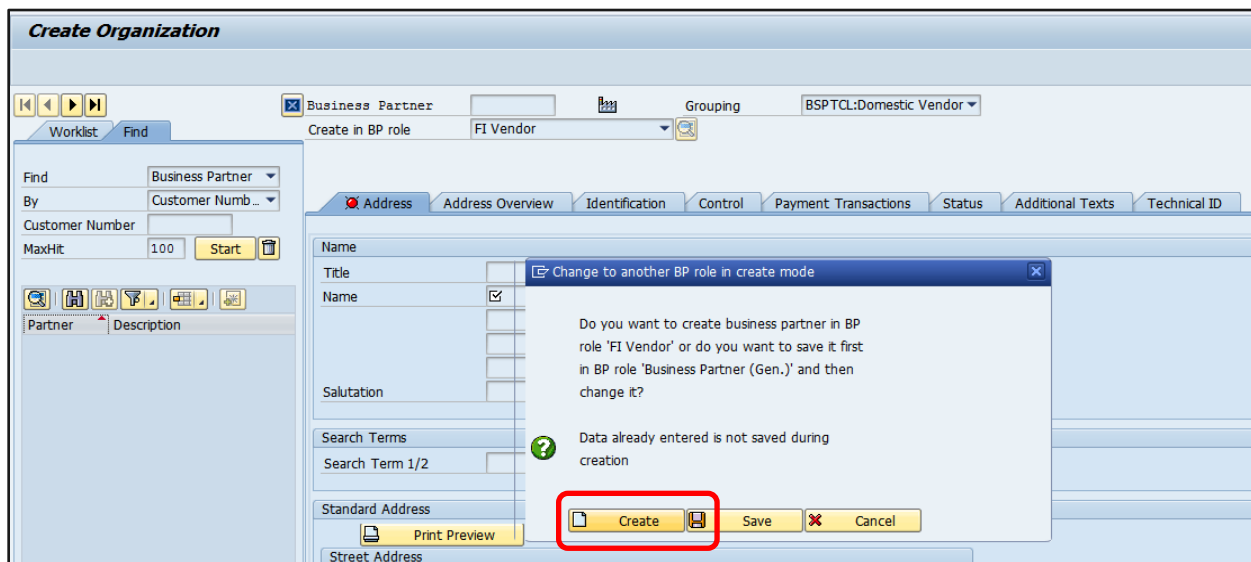 Create Organization
Business Partner
Grouping
BSPTCL:Domestic Vendor
Worklist
Find
Create in BP role
FI Vendor
Find
Business Partner
By
Customer Numb...
Customer Number
MaxHit
100
Start
Partner
Description
Address
Address Overview
Identification
Control
Payment Transactions
Status
Additional Texts
Technical ID
Name
Title
Name
Salutation
Search Terms
Search Term 1/2
Standard Address
Print Preview
Street Address
Change to another BP role in create mode
Do you want to create business partner in BP
role 'FI Vendor' or do you want to save it first
in BP role 'Business Partner (Gen.)' and then
change it?
Data already entered is not saved during
creation
Create
Save
Cancel